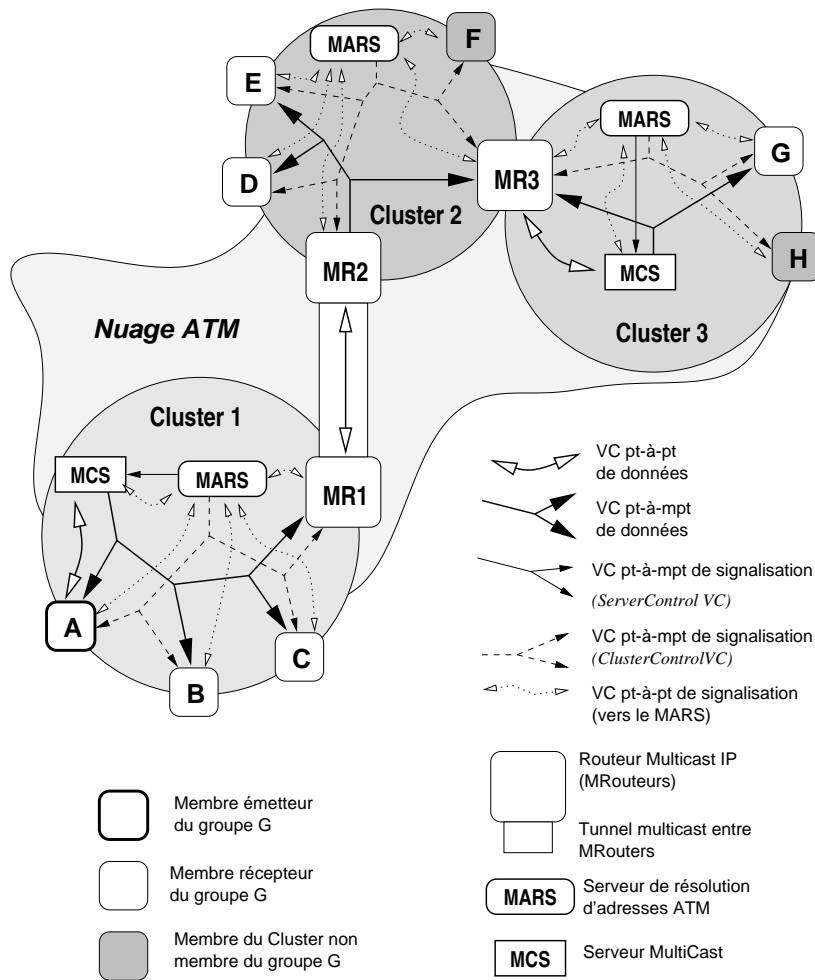 MARS
F
E
MARS
G
D
MR3
Cluster 2
MR2
MCS
H
Nuage ATM
Cluster 3
Cluster 1
MCS
MARS
MR1
A
C
B
VC pt-à-pt
de données
VC pt-à-mpt
de données
VC pt-à-mpt de signalisation
(ServerControl VC)
VC pt-à-mpt de signalisation
(ClusterControlVC)
VC pt-à-pt de signalisation
(vers le MARS)
Membre émetteur
du groupe G
Membre récepteur
du groupe G
Membre du Cluster non
membre du groupe G
Routeur Multicast IP
(MRouteurs)
Tunnel multicast entre
MRouters
MARS
Serveur de résolution
d'adresses ATM
MCS
Serveur MultiCast